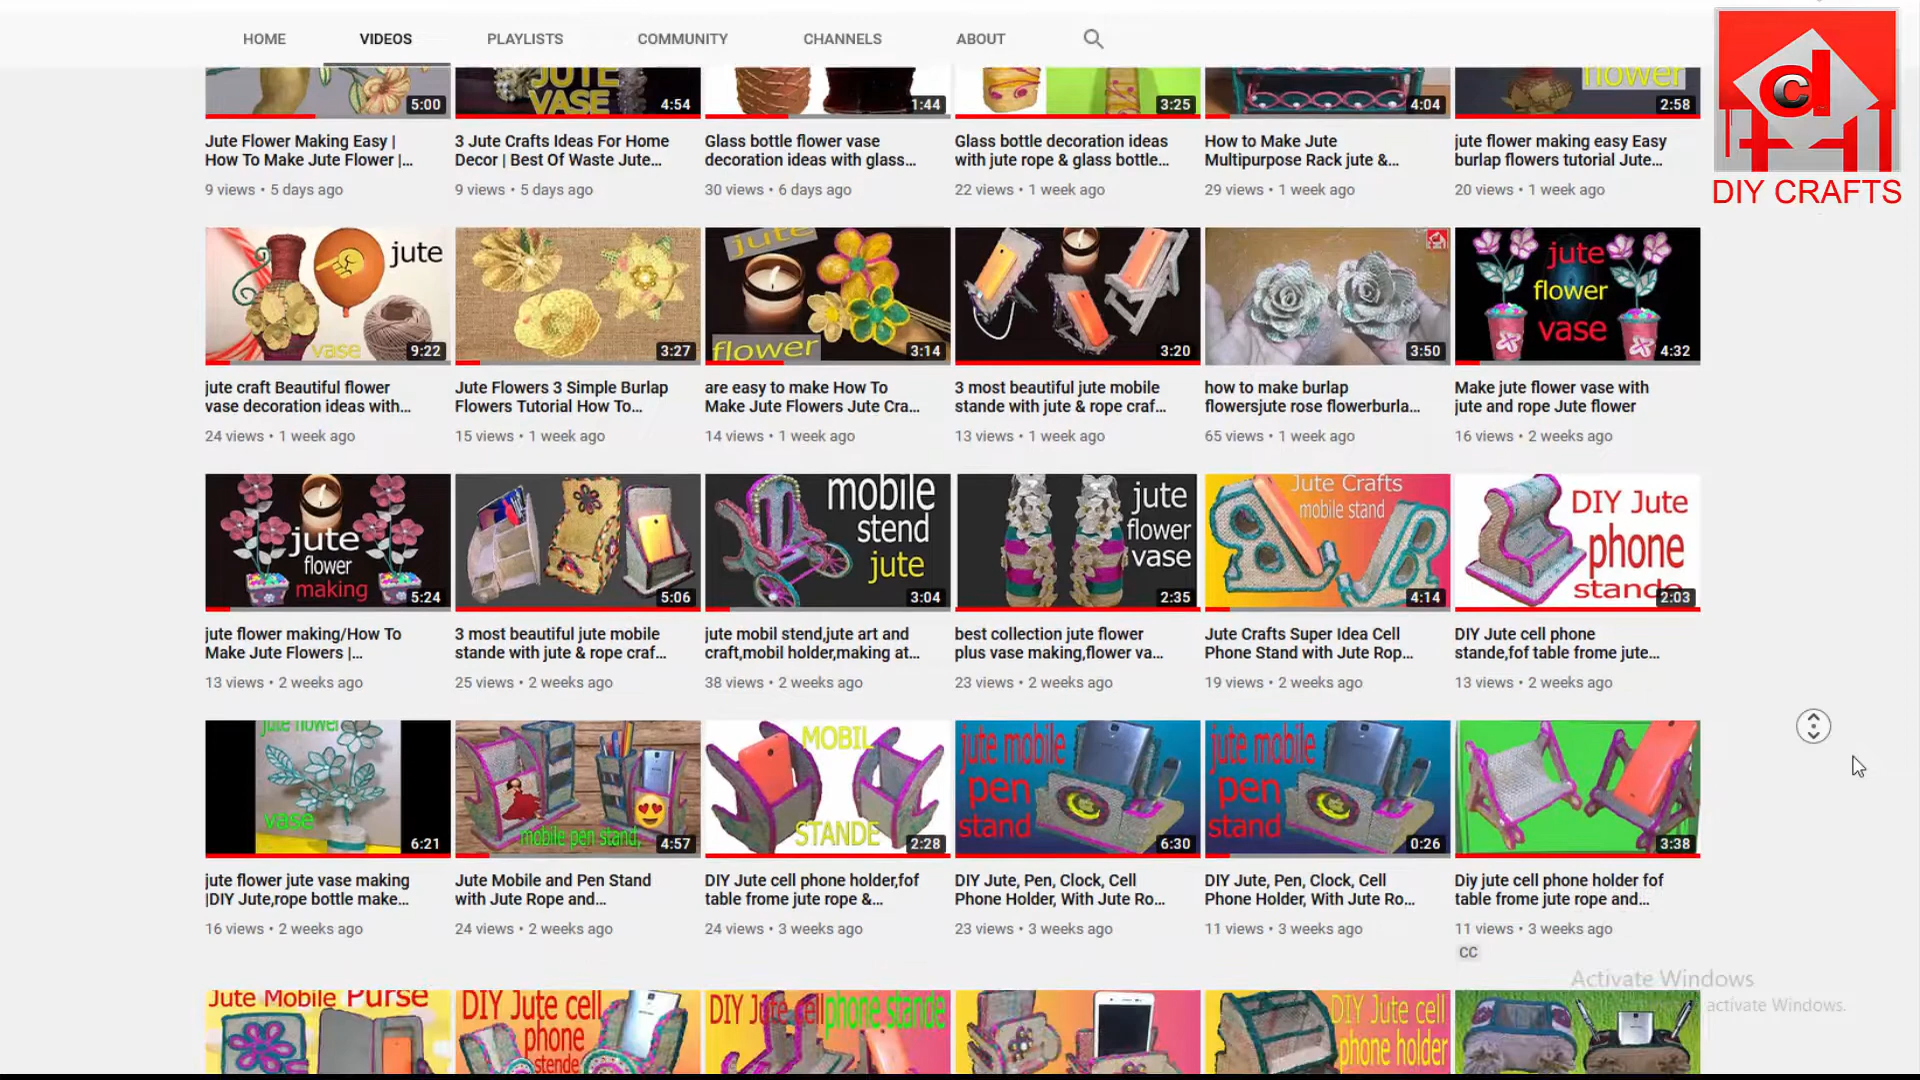 HOME VIDEOS PLAYLISTS COMMUNITY CHANNELS ABOUT
DIY CRAFTS
JUTE
VASE
flower
5:00
4:54
1:44
3:25
4:04
2:58
Jute Flower Making Easy |
How To Make Jute Flower |...
9 views • 5 days ago
3 Jute Crafts Ideas For Home
Decor | Best Of Waste Jute...
9 views • 5 days ago
Glass bottle flower vase
decoration ideas with glass...
30 views • 6 days ago
Glass bottle decoration ideas
with jute rope & glass bottle...
22 views • 1 week ago
How to Make Jute
Multipurpose Rack jute &...
29 views • 1 week ago
jute flower making easy Easy
burlap flowers tutorial Jute...
20 views • 1 week ago
jute
vase
9:22
3:27
jute
flower
3:14
3:20
3:50
jute
flower
vase
4:32
jute craft Beautiful flower
vase decoration ideas with...
24 views • 1 week ago
Jute Flowers 3 Simple Burlap
Flowers Tutorial How To...
15 views • 1 week ago
are easy to make How To
Make Jute Flowers Jute Cra...
14 views • 1 week ago
3 most beautiful jute mobile
stande with jute & rope craf...
13 views • 1 week ago
how to make burlap
flowersjute rose flowerburla...
65 views • 1 week ago
Make jute flower vase with
jute and rope Jute flower
16 views • 2 weeks ago
jute
flower
making
5:24
5:06
mobile
stend
jute
3:04
jute
flower
vase
2:35
Jute Crafts
mobile stand
4:14
DIY Jute
phone
stande
2:03
jute flower making/How To
Make Jute Flowers |...
13 views • 2 weeks ago
3 most beautiful jute mobile
stande with jute & rope craf...
25 views • 2 weeks ago
jute mobil stend,jute art and
craft,mobil holder,making at...
38 views • 2 weeks ago
best collection jute flower
plus vase making,flower va...
23 views • 2 weeks ago
Jute Crafts Super Idea Cell
Phone Stand with Jute Rop...
19 views • 2 weeks ago
DIY Jute cell phone
stande,fof table frome jute...
13 views • 2 weeks ago
jute flower
vase
6:21
mobile pen stand,
4:57
MOBIL
STANDE
2:28
jute mobile
pen
stand
6:30
jute mobile
pen
stand
0:26
3:38
jute flower jute vase making
|DIY Jute,rope bottle make...
16 views • 2 weeks ago
Jute Mobile and Pen Stand
with Jute Rope and...
24 views • 2 weeks ago
DIY Jute cell phone holder,fof
table frome jute rope &...
24 views • 3 weeks ago
DIY Jute, Pen, Clock, Cell
Phone Holder, With Jute Ro...
23 views • 3 weeks ago
DIY Jute, Pen, Clock, Cell
Phone Holder, With Jute Ro...
11 views • 3 weeks ago
Diy jute cell phone holder fof
table frome jute rope and...
11 views • 3 weeks ago
CC
Activate Windows
activate Windows.
Jute Mobile Purse
DIY Jute cell
phone
stende
DIY Jute cell phone stande
DIY Jute cell
phone holder